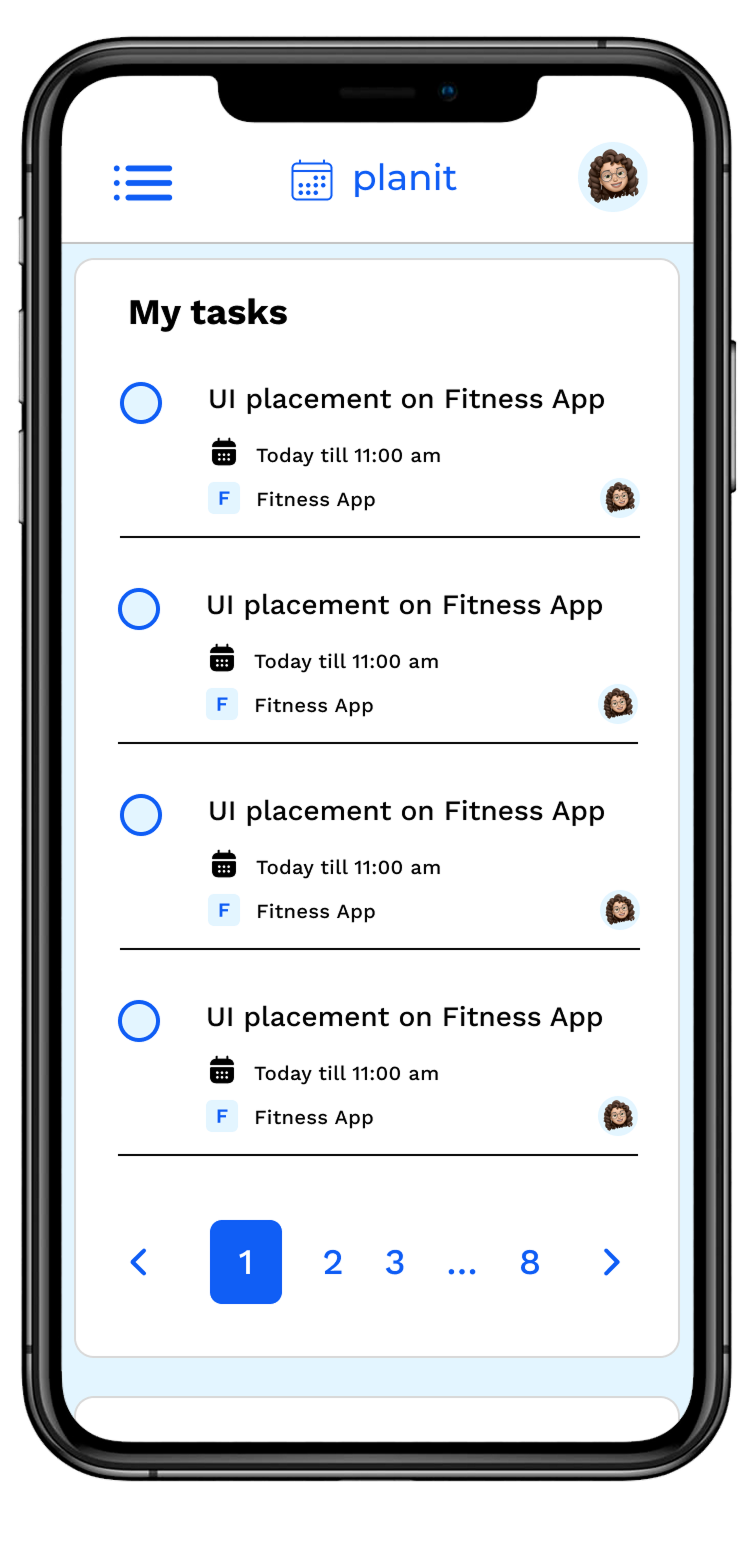 planit
My tasks
UI placement on Fitness App
Today till 11:00 am
F Fitness App
UI placement on Fitness App
Today till 11:00 am
F Fitness App
UI placement on Fitness App
Today till 11:00 am
F Fitness App
UI placement on Fitness App
Today till 11:00 am
F Fitness App
1 2 3 ... 8